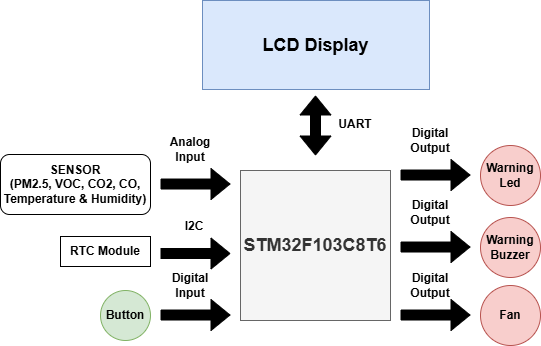 LCD Display
UART
Analog
Input
SENSOR
(PM2.5, VOC, CO2, CO,
Temperature & Humidity)
I2C
RTC Module
Digital
Input
Button
STM32F103C8T6
Digital
Output
Warning
Led
Digital
Output
Warning
Buzzer
Digital
Output
Fan